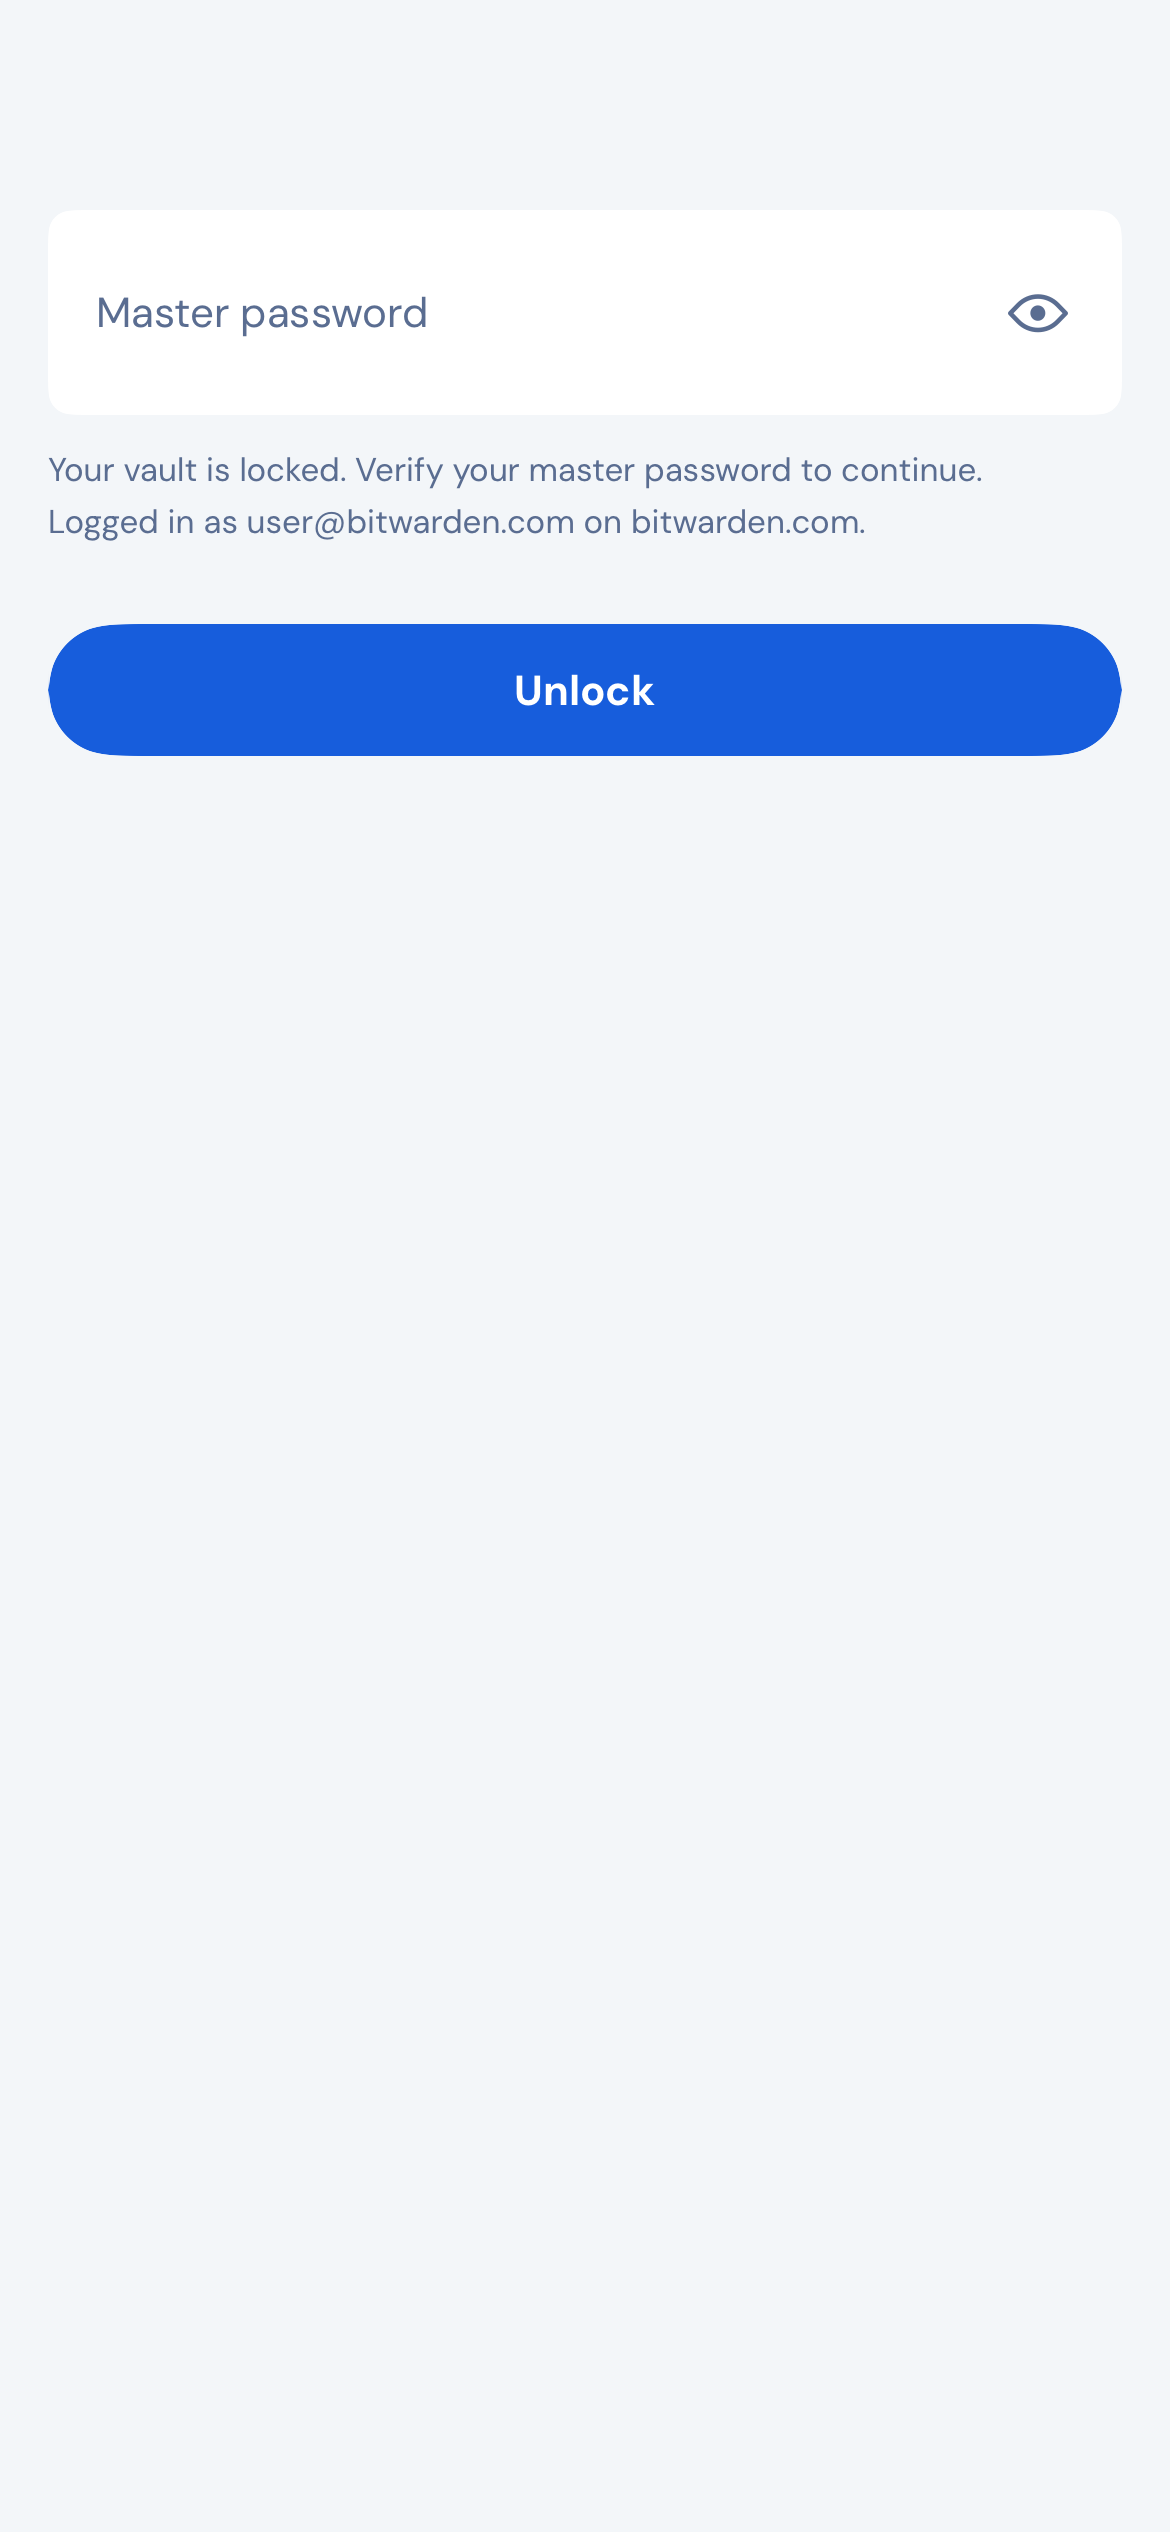 Master password
Your vault is locked. Verify your master password to continue.
Logged in as user@bitwarden.com on bitwarden.com.
Unlock